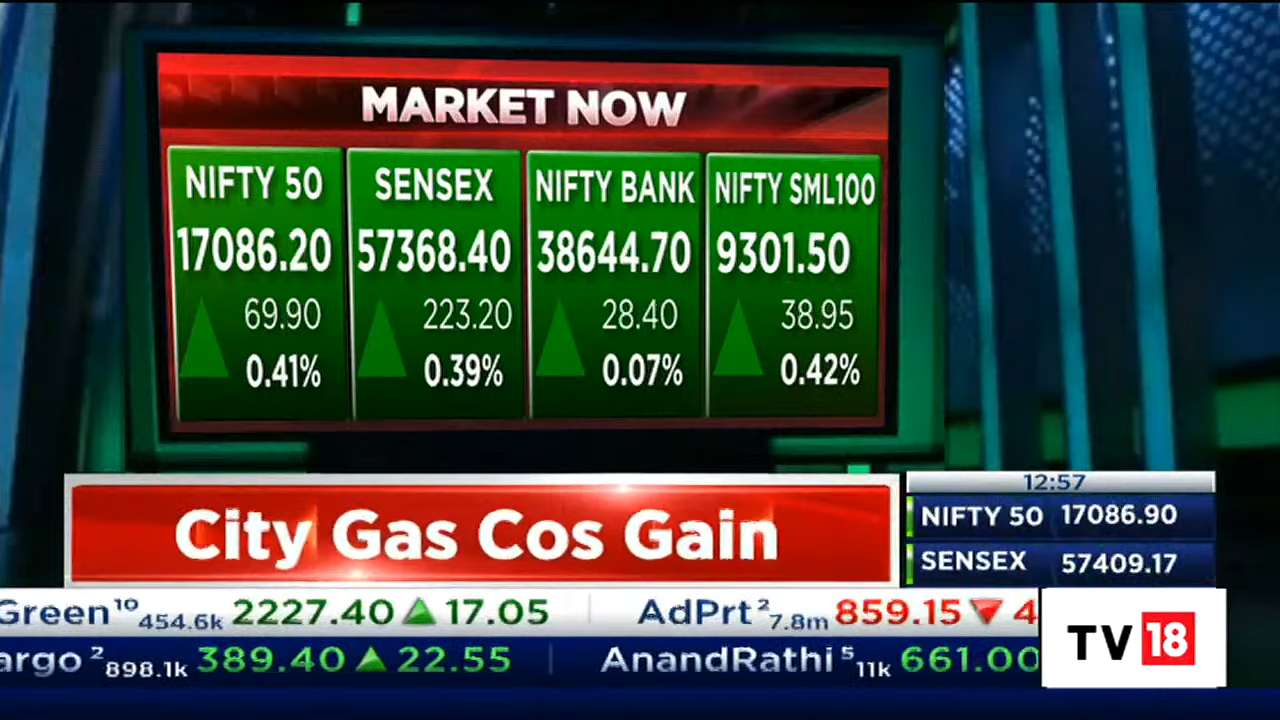 MARKET NOW
NIFTY 50 SENSEX NIFTY BANK NIFTY SML100
17086.20 57368.40 38644.70 9301.50
69.90 223.20 28.40 38.95
0.41% 0.39% 0.07% 0.42%
City Gas Cos Gain
12:57
NIFTY 50 17086.90
SENSEX 57409.17
Green 10 454.6k 2227.40 ▲ 17.05 AdPrt 2 7.8m 859.15 ▼ 4
argo 2 898.1k 389.40 ▲ 22.55 AnandRathi 5 11k 661.00
TV 18